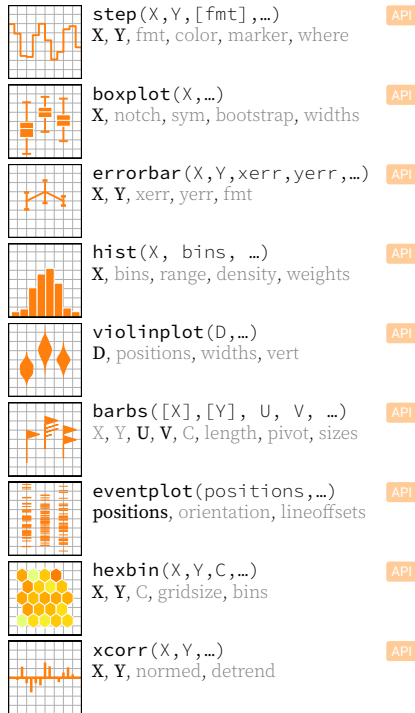 step(X,Y,[fmt],…) API
X, Y, fmt, color, marker, where
boxplot(X,…) API
X, notch, sym, bootstrap, widths
errorbar(X,Y,xerr,yerr,…) API
X, Y, xerr, yerr, fmt
hist(X, bins, …) API
X, bins, range, density, weights
violinplot(D,…) API
D, positions, widths, vert
barbs([X],[Y], U, V, …) API
X, Y, U, V, C, length, pivot, sizes
eventplot(positions,…) API
positions, orientation, lineoffsets
hexbin(X,Y,C,…) API
X, Y, C, gridsize, bins
xcorr(X,Y,…) API
X, Y, normed, detrend